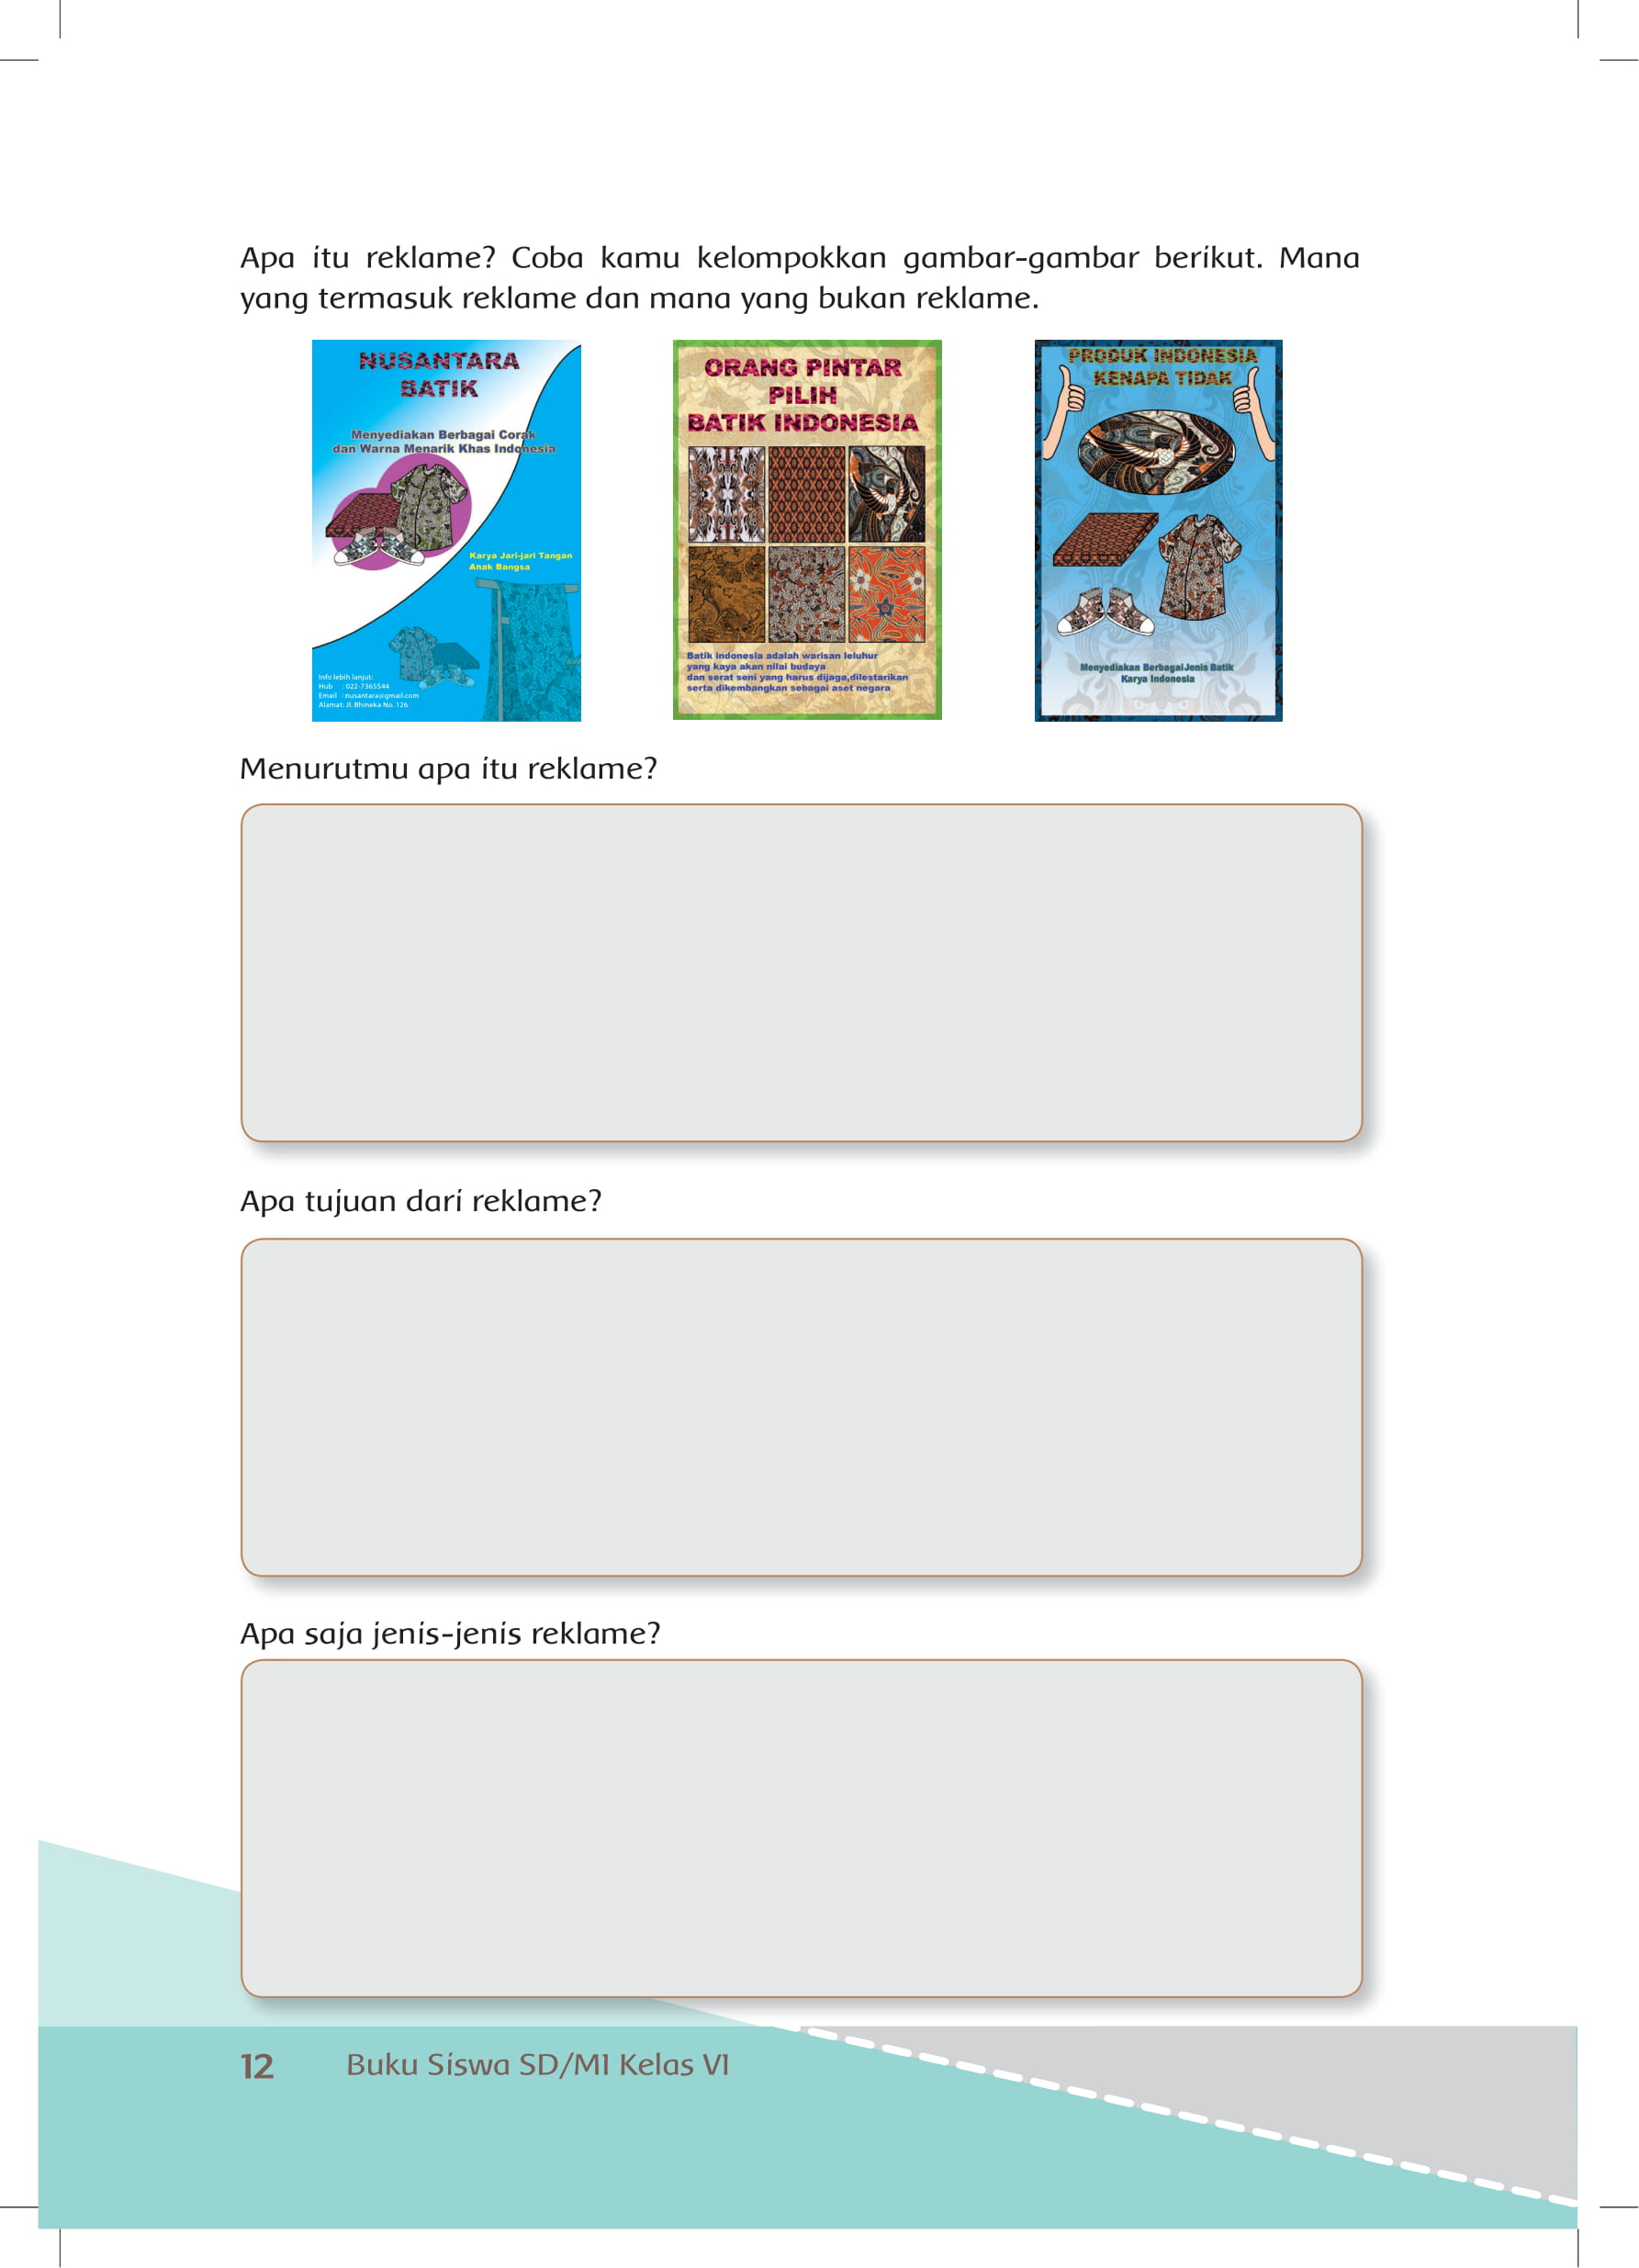 Apa itu reklame? Coba kamu kelompokkan gambar-gambar berikut. Mana
yang termasuk reklame dan mana yang bukan reklame.
NUSANTARA
BATIK
Menyediakan Berbagai Corak
dan Warna Menarik Khas Indonesia
Karya Jari-jari Tangan
Anak Bangsa
Info lebih lanjut:
Hub : 022-7365544
Email :
Alamat. Jl. Bhineka No. 126
ORANG PINTAR
PILIH
BATIK INDONESIA
Batik indonesia adalah warisan leluhur
yang kaya akan nilai budaya
dan serat seni yang harus dijaga,dilestarikan
serta dikembangkan sebagai aset negara
PRODUK INDONESIA
KENAPA TIDAK
Menyediakan BerbagaiJenis Batik
Karya Indonesia
Menurutmu apa itu reklame?
Apa tujuan dari reklame?
Apa saja jenis-jenis reklame?
12 Buku Siswa SD/MI Kelas VI